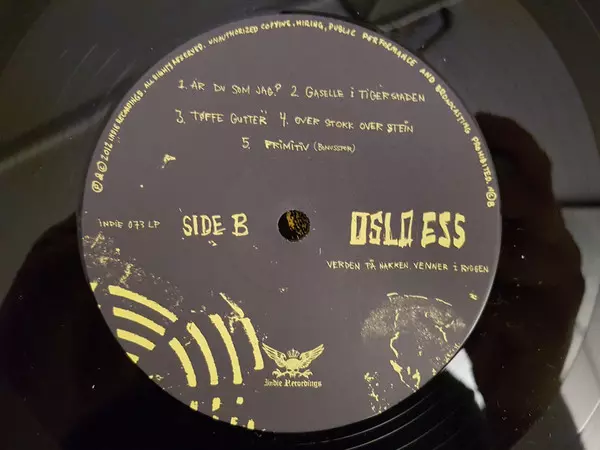 ℗ & © 2012 INDIE RECORDINGS. ALL RIGHTS RESERVED. UNAUTHORIZED COPYING, HIRING, PUBLIC PERFORMANCE AND BROADCASTING PROHIBITED.
1. ÄR DU SOM JAG? 2. GASELLE I TIGERSTADEN
3. TØFFE GUTTER 4. OVER STOKK OVER STEIN
5. PRIMITIV
INDIE 073 LP
SIDE B
OSLO ESS
VERDEN PÅ NAKKEN, VENNER I RYGGEN
Indie Recordings